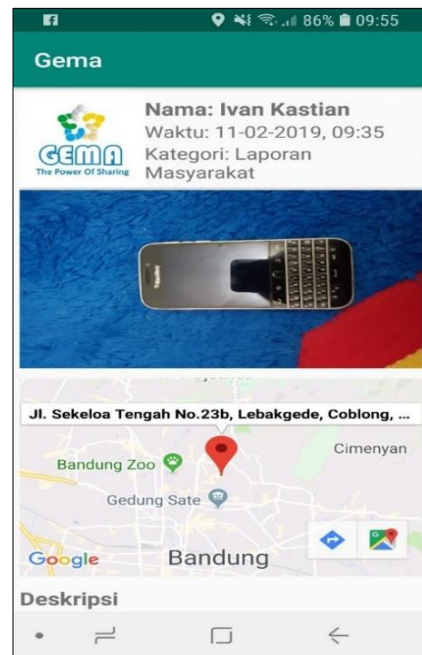 86% 09:55
Gema
GEMA
The Power Of Sharing
Nama: Ivan Kastian
Waktu: 11-02-2019, 09:35
Kategori: Laporan
Masyarakat
Jl. Sekeloa Tengah No.23b, Lebakgede, Coblong, ...
Cimenyan
Bandung Zoo
Gedung Sate
Google
Bandung
Deskripsi